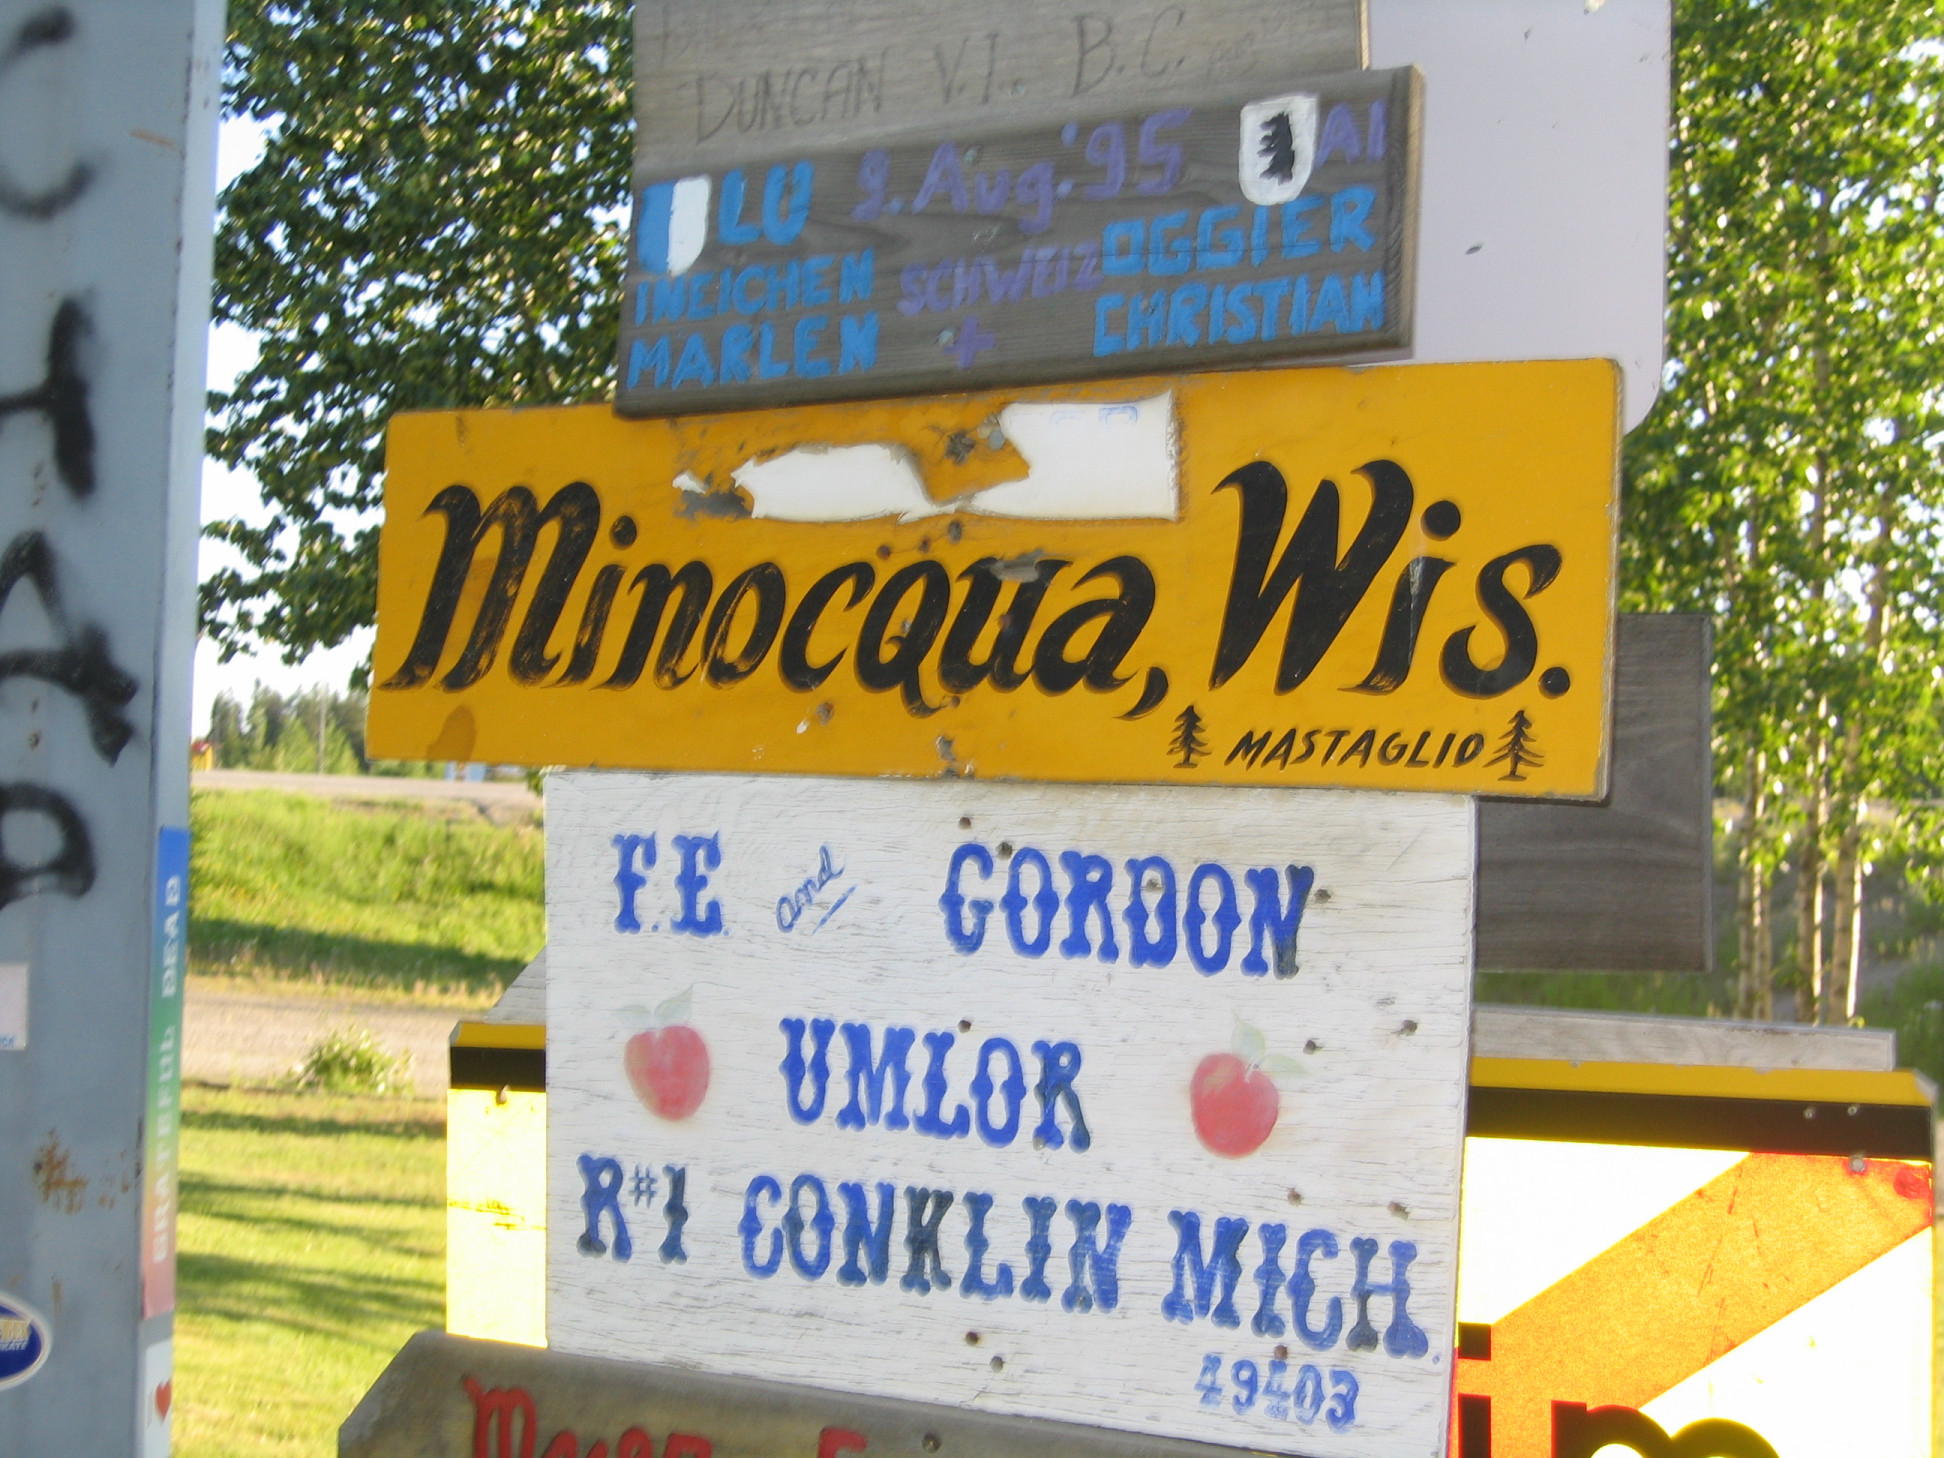 DUNCAN V.I. B.C.
LU 9. Aug. '95 AI
INEICHEN SCHWEIZ OGGIER
MARLEN + CHRISTIAN
Minocqua, Wis.
MASTAGLIO
F.E. and GORDON
UMLOR
R#1 CONKLIN MICH.
49403
GRATEFUL DEAD